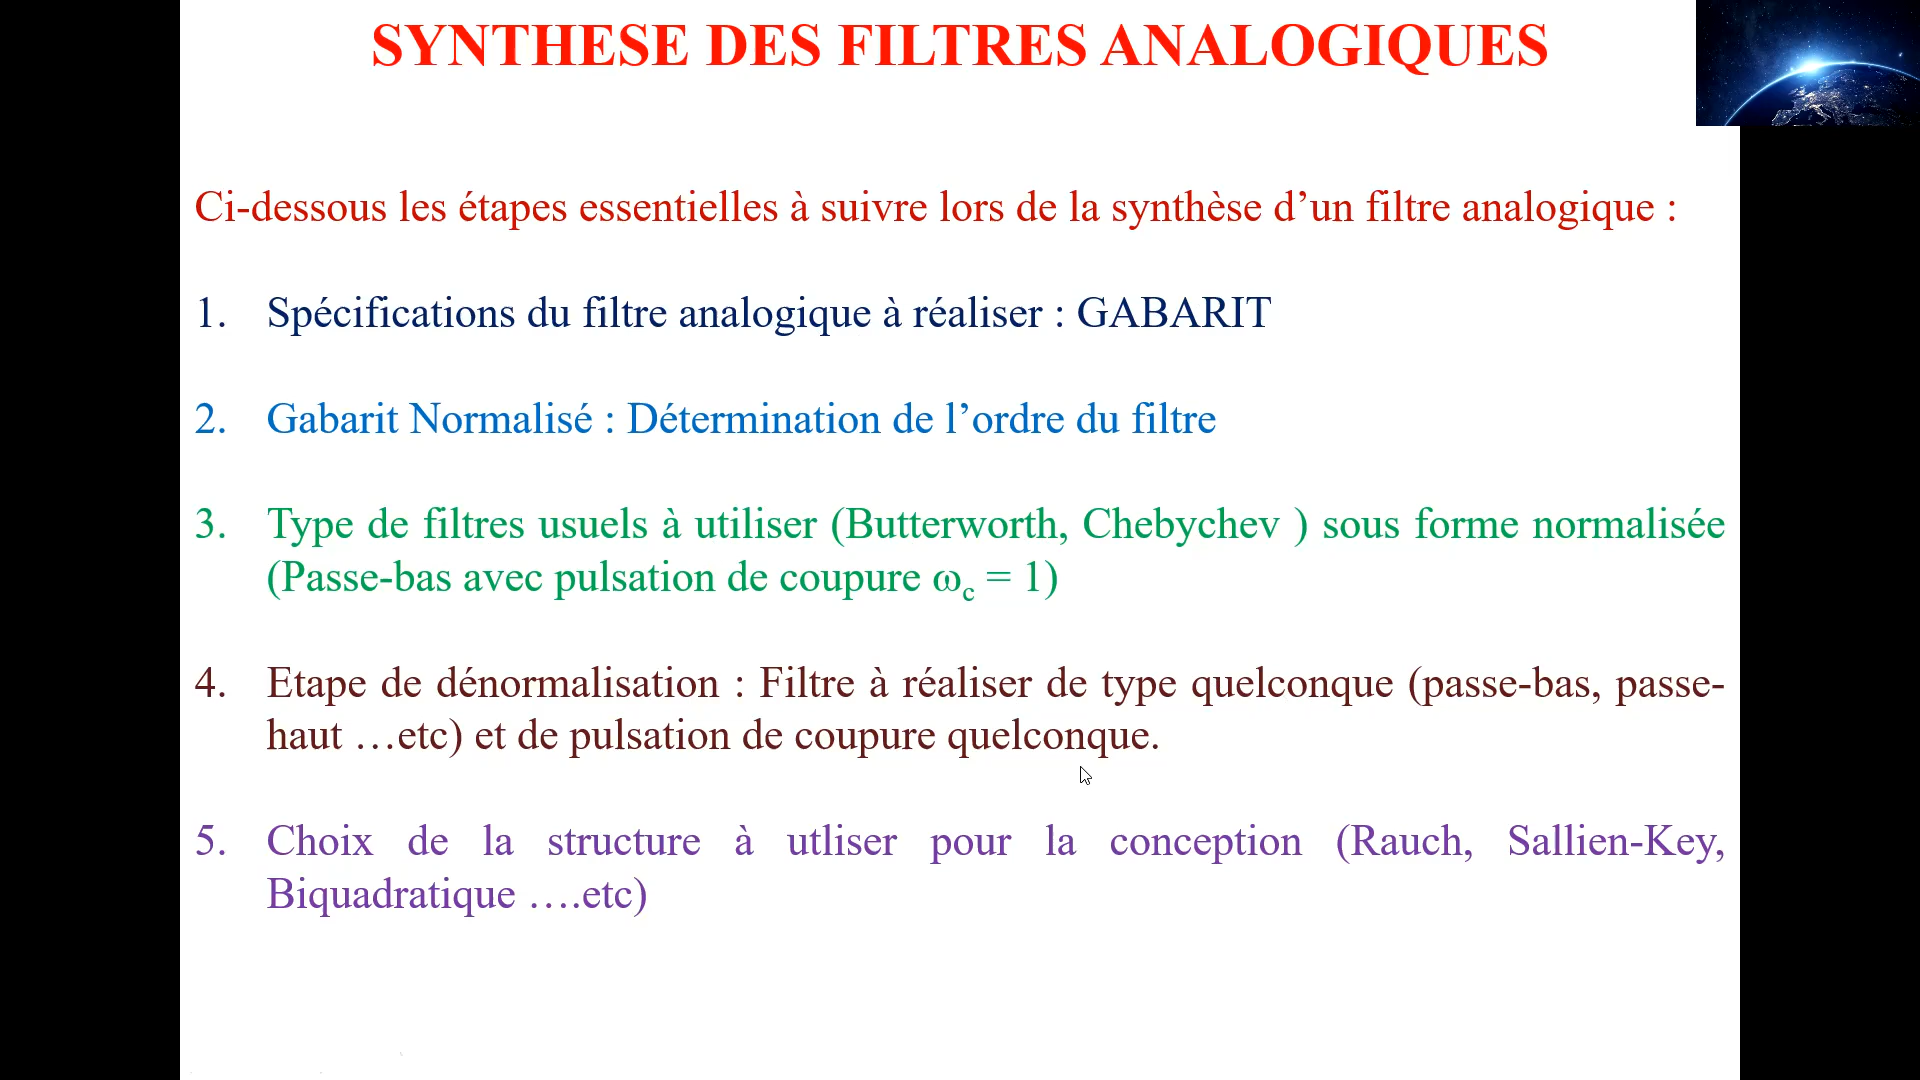 SYNTHESE DES FILTRES ANALOGIQUES
Ci-dessous les étapes essentielles à suivre lors de la synthèse d’un filtre analogique :
1. Spécifications du filtre analogique à réaliser : GABARIT
2. Gabarit Normalisé : Détermination de l’ordre du filtre
3. Type de filtres usuels à utiliser (Butterworth, Chebychev ) sous forme normalisée
(Passe-bas avec pulsation de coupure ωc = 1)
4. Etape de dénormalisation : Filtre à réaliser de type quelconque (passe-bas, passe-
haut …etc) et de pulsation de coupure quelconque.
5. Choix de la structure à utliser pour la conception (Rauch, Sallien-Key,
Biquadratique ….etc)